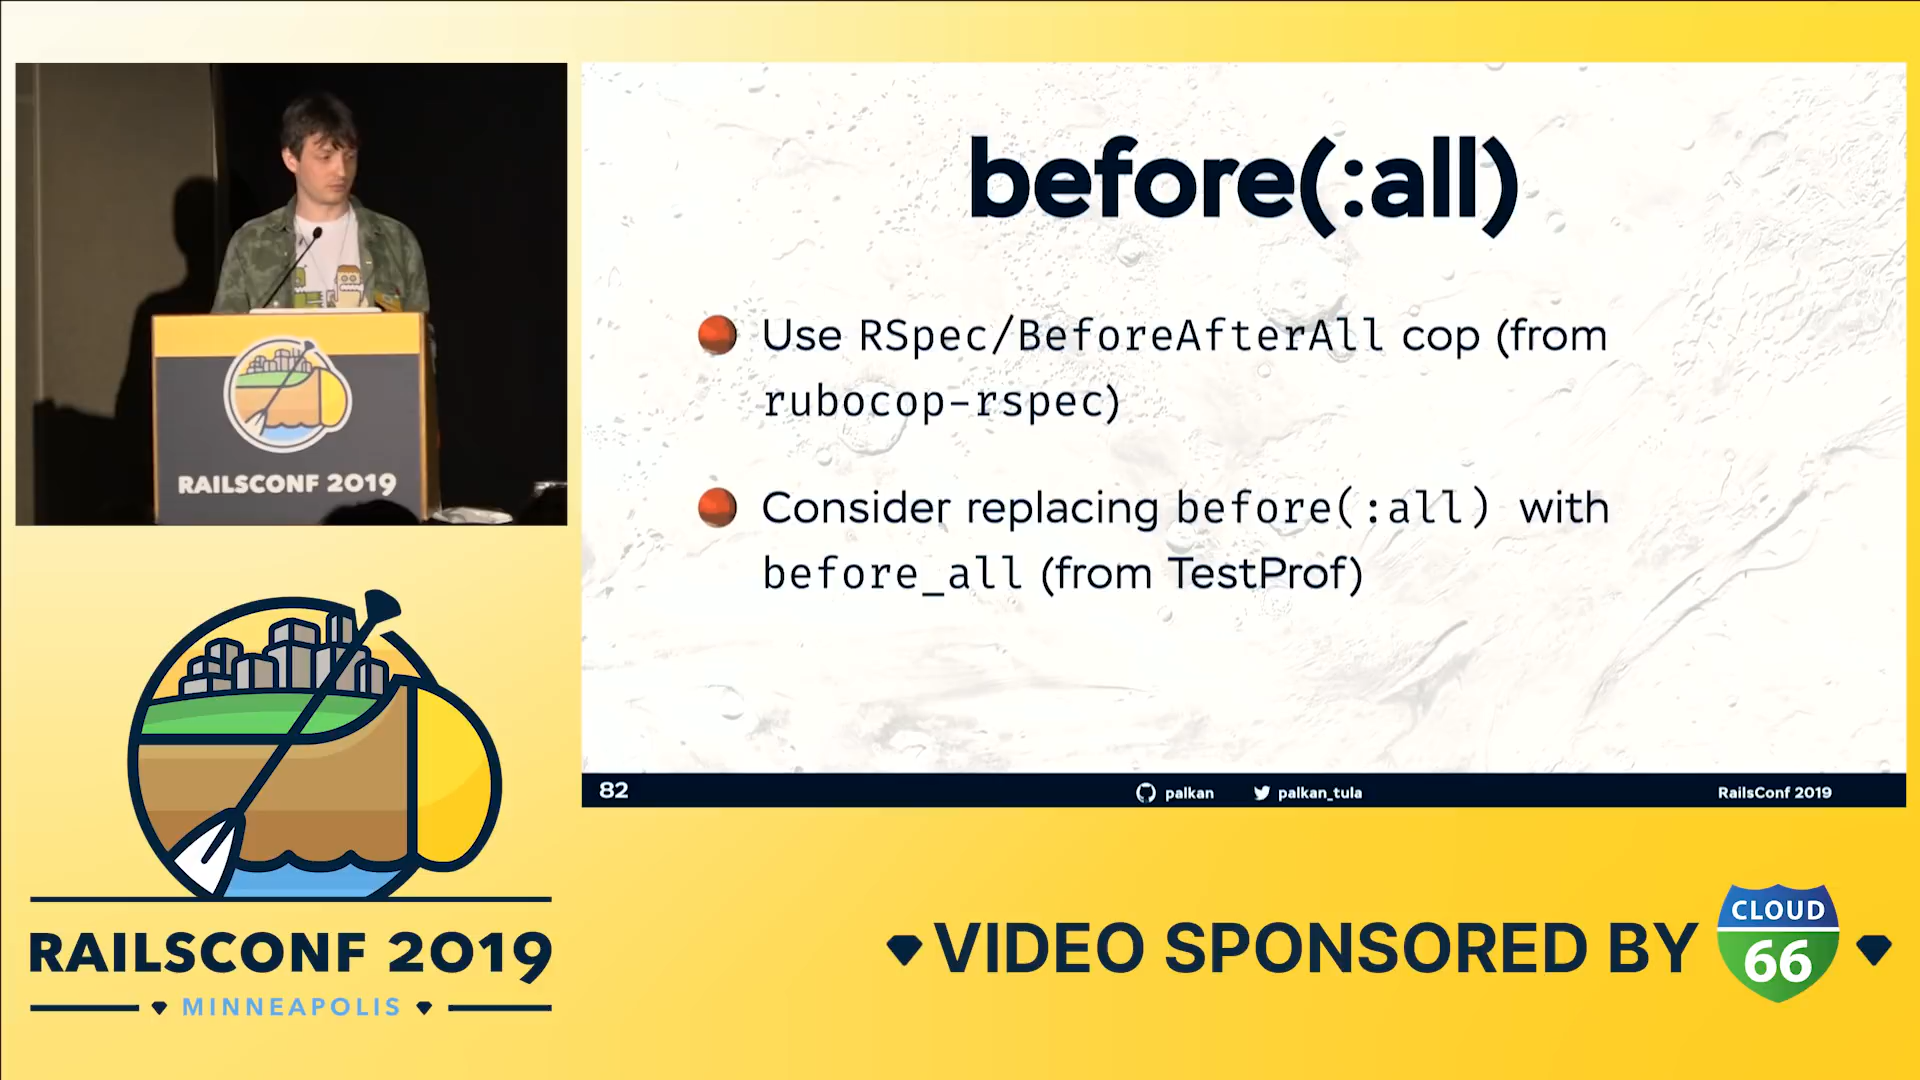 before(:all)
Use RSpec/BeforeAfterAll cop (from
rubocop-rspec)
Consider replacing before(:all) with
before_all (from TestProf)
82
palkan
palkan_tula
RailsConf 2019
RAILSCONF 2019
RAILSCONF 2019
MINNEAPOLIS
VIDEO SPONSORED BY
CLOUD
66